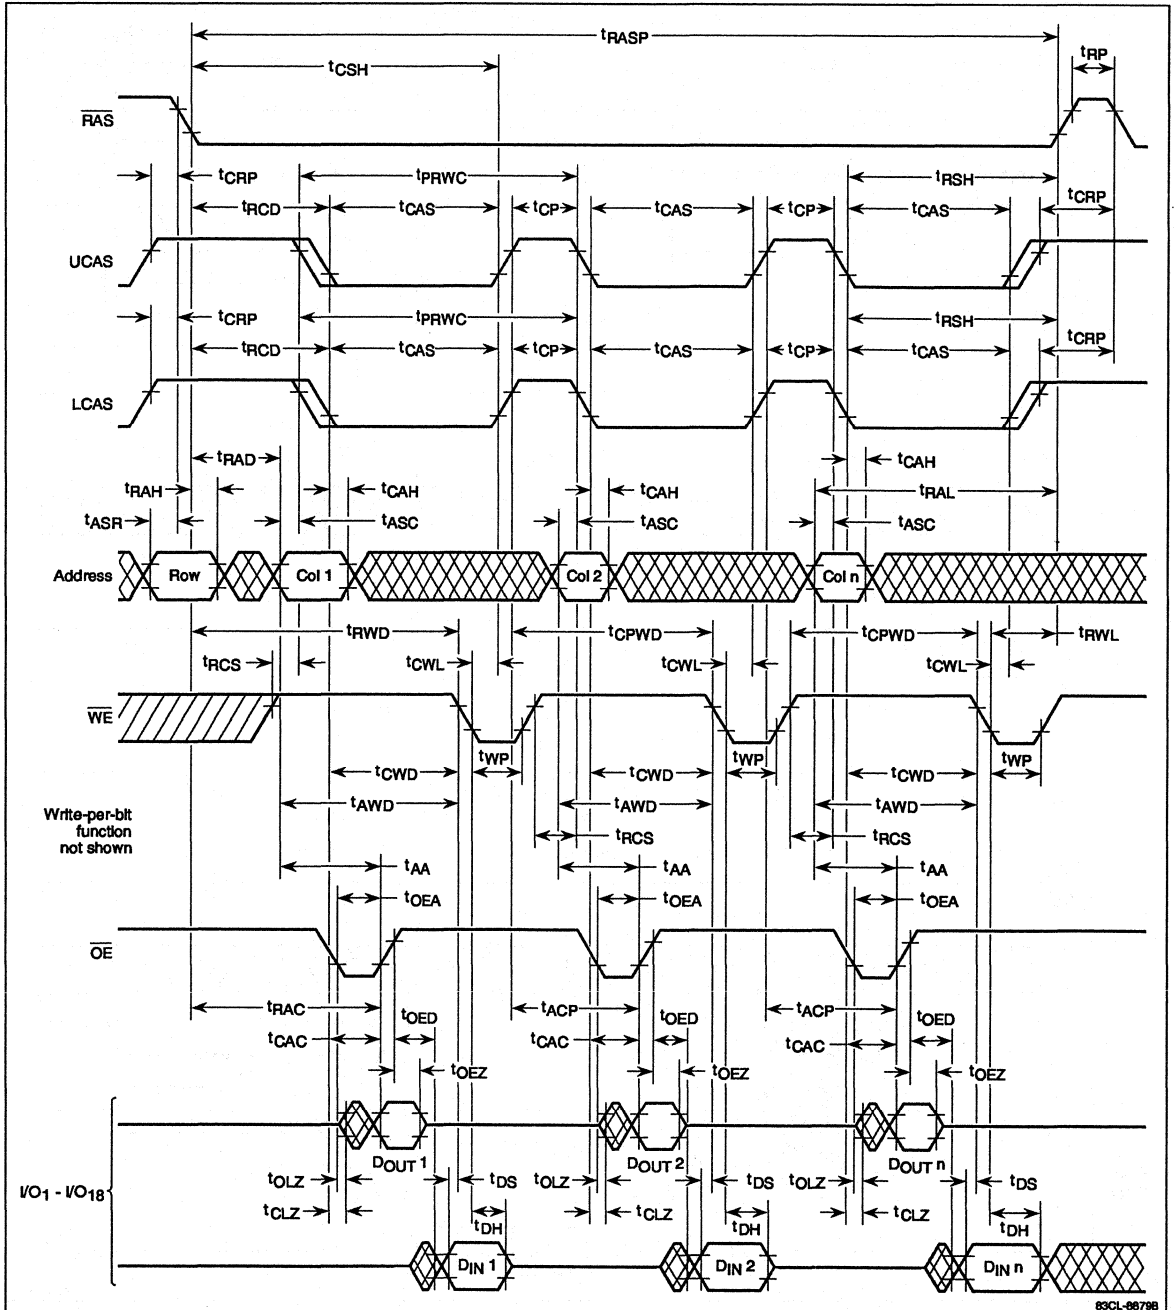 tRASP
tCSH
tRP
RAS
tCRP tPRWC tRSH
tRCD tCAS tCP tCAS tCP tCAS tCRP
UCAS
tCRP tPRWC tRSH
tRCD tCAS tCP tCAS tCP tCAS tCRP
LCAS
tRAD tCAH
tRAH tCAH tCAH tRAL
tASR tASC tASC tASC
Address Row Col 1 Col 2 Col n
tRWD tCPWD tCPWD tRWL
tRCS tCWL tCWL tCWL
WE
tWP tWP tWP
tCWD tCWD tCWD
tAWD tAWD tAWD
Write-per-bit
function
not shown
tRCS tRCS
tAA tAA tAA
tOEA tOEA tOEA
OE
tRAC tACP tACP
tOED tOED tOED
tCAC tCAC tCAC
tOEZ tOEZ tOEZ
DOUT 1 DOUT 2 DOUT n
tOLZ tDS tOLZ tDS tOLZ tDS
I/O1 - I/O18
tCLZ tDH tCLZ tDH tCLZ tDH
DIN 1 DIN 2 DIN n
83CL-8679B